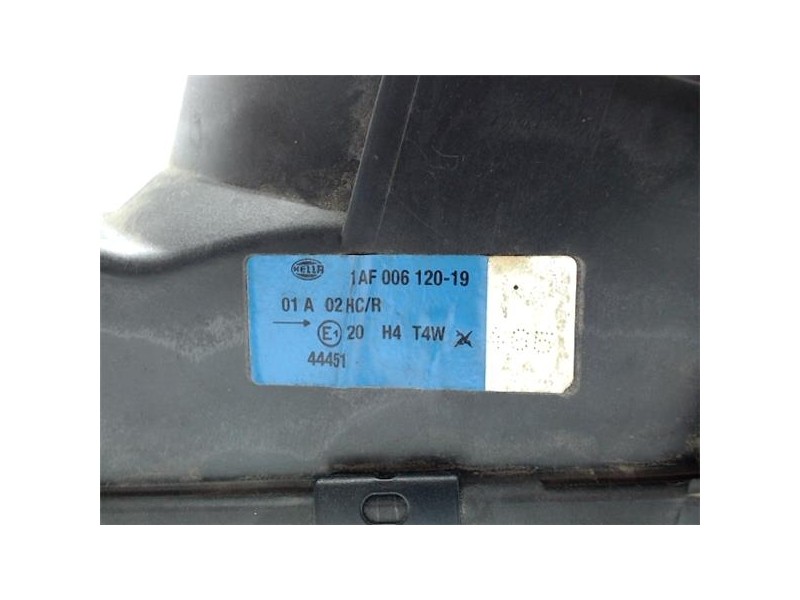 HELLA
1AF 006 120-19
01 A 02 HC/R
E1 20 H4 T4W
44451